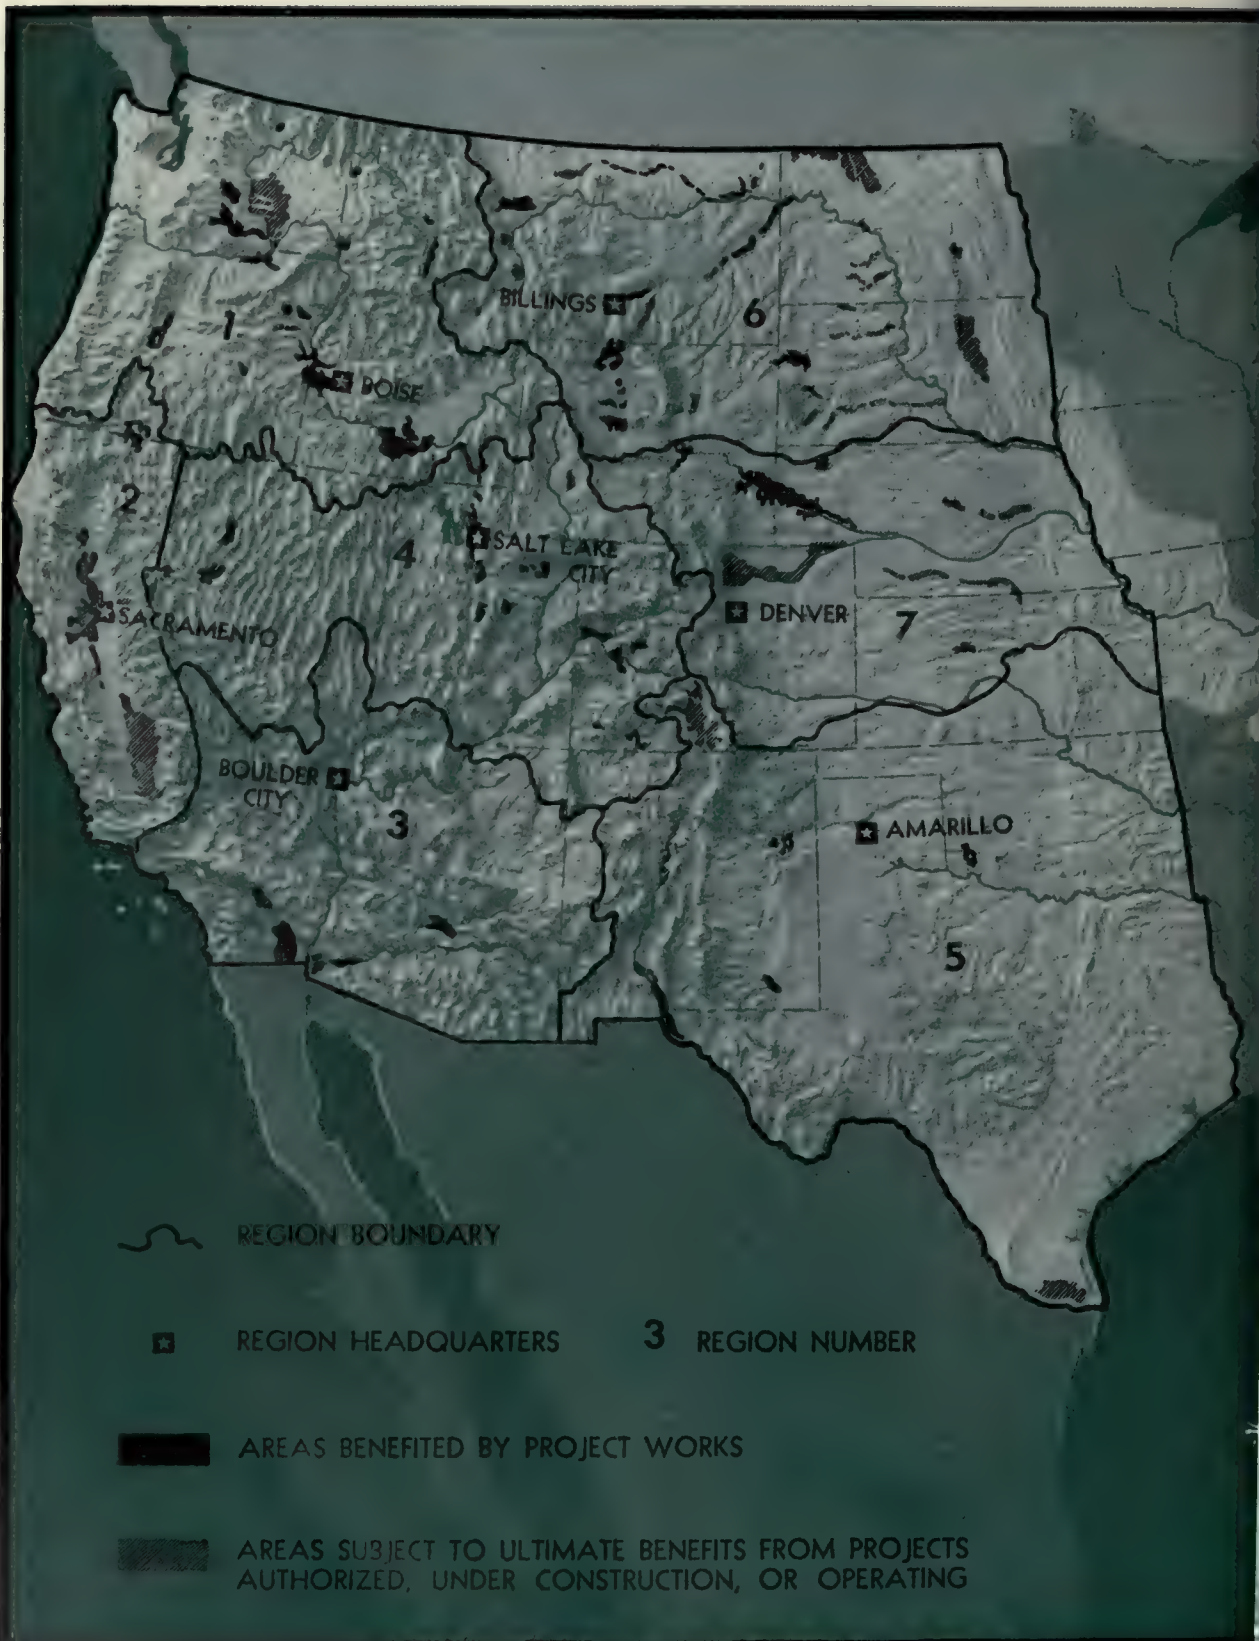 BILLINGS
6
1
BOISE
2
4
SALT LAKE
CITY
SACRAMENTO
DENVER
7
BOULDER
CITY
3
AMARILLO
5
REGION BOUNDARY
REGION HEADQUARTERS
3 REGION NUMBER
AREAS BENEFITED BY PROJECT WORKS
AREAS SUBJECT TO ULTIMATE BENEFITS FROM PROJECTS
AUTHORIZED, UNDER CONSTRUCTION, OR OPERATING